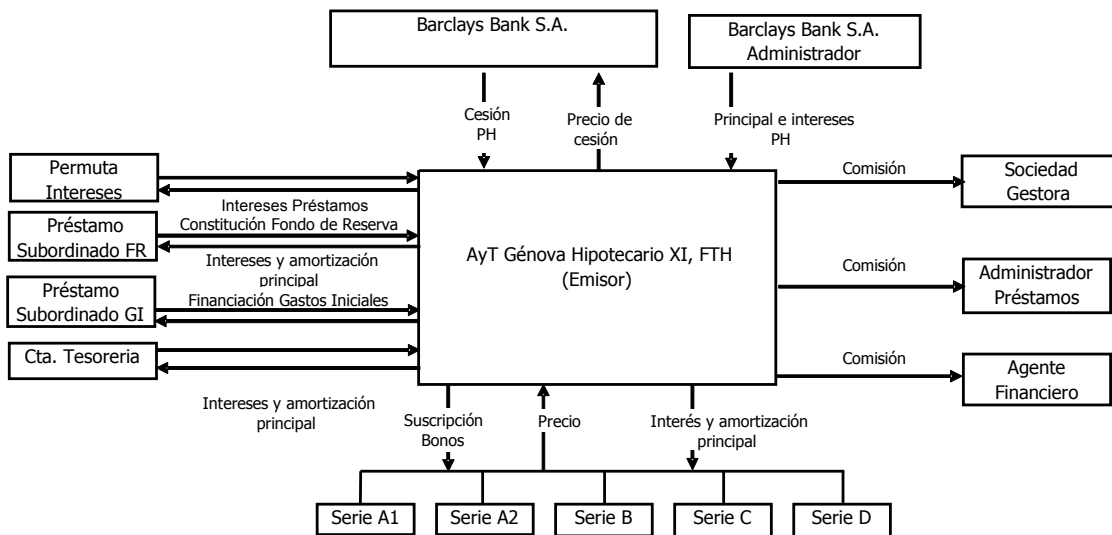 Barclays Bank S.A.
Barclays Bank S.A.
Administrador
Cesión
PH
Precio de
cesión
Principal e intereses
PH
Permuta
Intereses
Intereses Préstamos
Constitución Fondo de Reserva
Préstamo
Subordinado FR
Intereses y amortización
principal
Financiación Gastos Iniciales
Préstamo
Subordinado GI
Cta. Tesoreria
Intereses y amortización
principal
AyT Génova Hipotecario XI, FTH
(Emisor)
Comisión
Sociedad
Gestora
Comisión
Administrador
Préstamos
Comisión
Agente
Financiero
Suscripción
Bonos
Precio
Interés y amortización
principal
Serie A1
Serie A2
Serie B
Serie C
Serie D